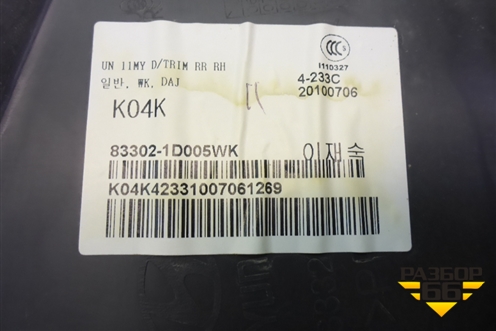 UN 11MY D/TRIM RR RH
일반, WK, DAJ
K04K
I110327
4-233C
20100706
83302-1D005WK
이재숙
K04K42331007061269
РАЗБОР
66